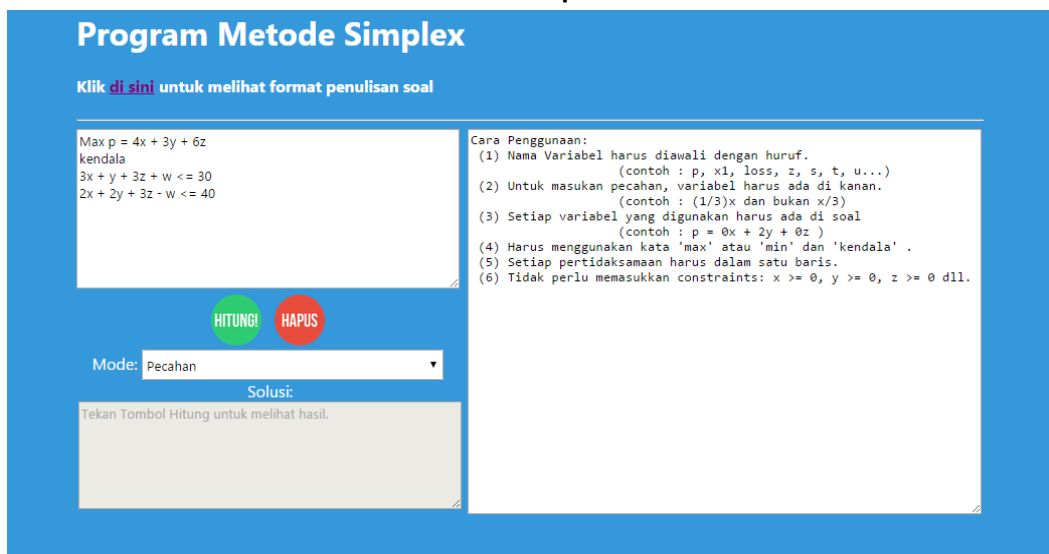 Program Metode Simplex
Klik di sini untuk melihat format penulisan soal
Max p = 4x + 3y + 6z
kendala
3x + y + 3z + w <= 30
2x + 2y + 3z - w <= 40
HITUNG!
HAPUS
Mode: Pecahan
Solusi:
Tekan Tombol Hitung untuk melihat hasil.
Cara Penggunaan:
(1) Nama Variabel harus diawali dengan huruf.
(contoh : p, x1, loss, z, s, t, u...)
(2) Untuk masukan pecahan, variabel harus ada di kanan.
(contoh : (1/3)x dan bukan x/3)
(3) Setiap variabel yang digunakan harus ada di soal
(contoh : p = 0x + 2y + 0z )
(4) Harus menggunakan kata 'max' atau 'min' dan 'kendala' .
(5) Setiap pertidaksamaan harus dalam satu baris.
(6) Tidak perlu memasukkan constraints: x >= 0, y >= 0, z >= 0 dll.